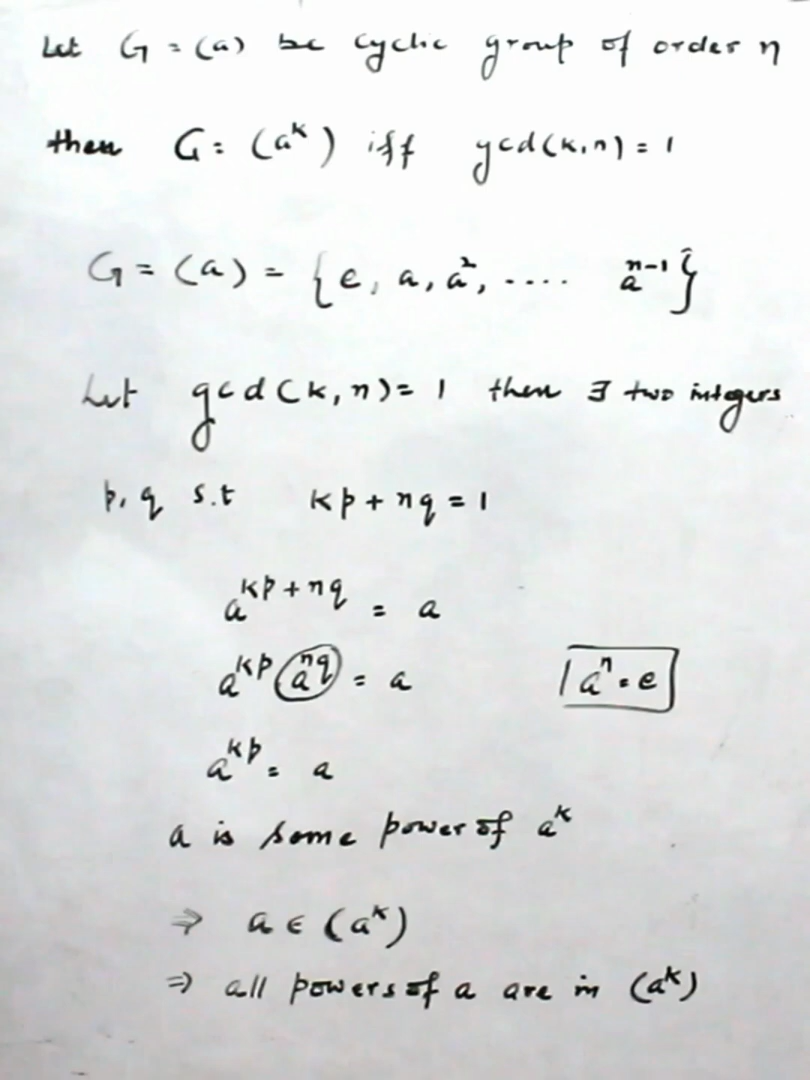 Let G = (a) be cyclic group of order n
then G = (a^k) iff gcd(k,n) = 1
G = (a) = {e, a, a², .... a^{n-1}}
Let gcd(k,n) = 1 then ∃ two integers
p, q s.t kp + nq = 1
a^{kp+nq} = a
a^{kp} a^{nq} = a | a^n = e
a^{kp} = a
a is some power of a^k
⇒ a ∈ (a^k)
⇒ all powers of a are in (a^k)